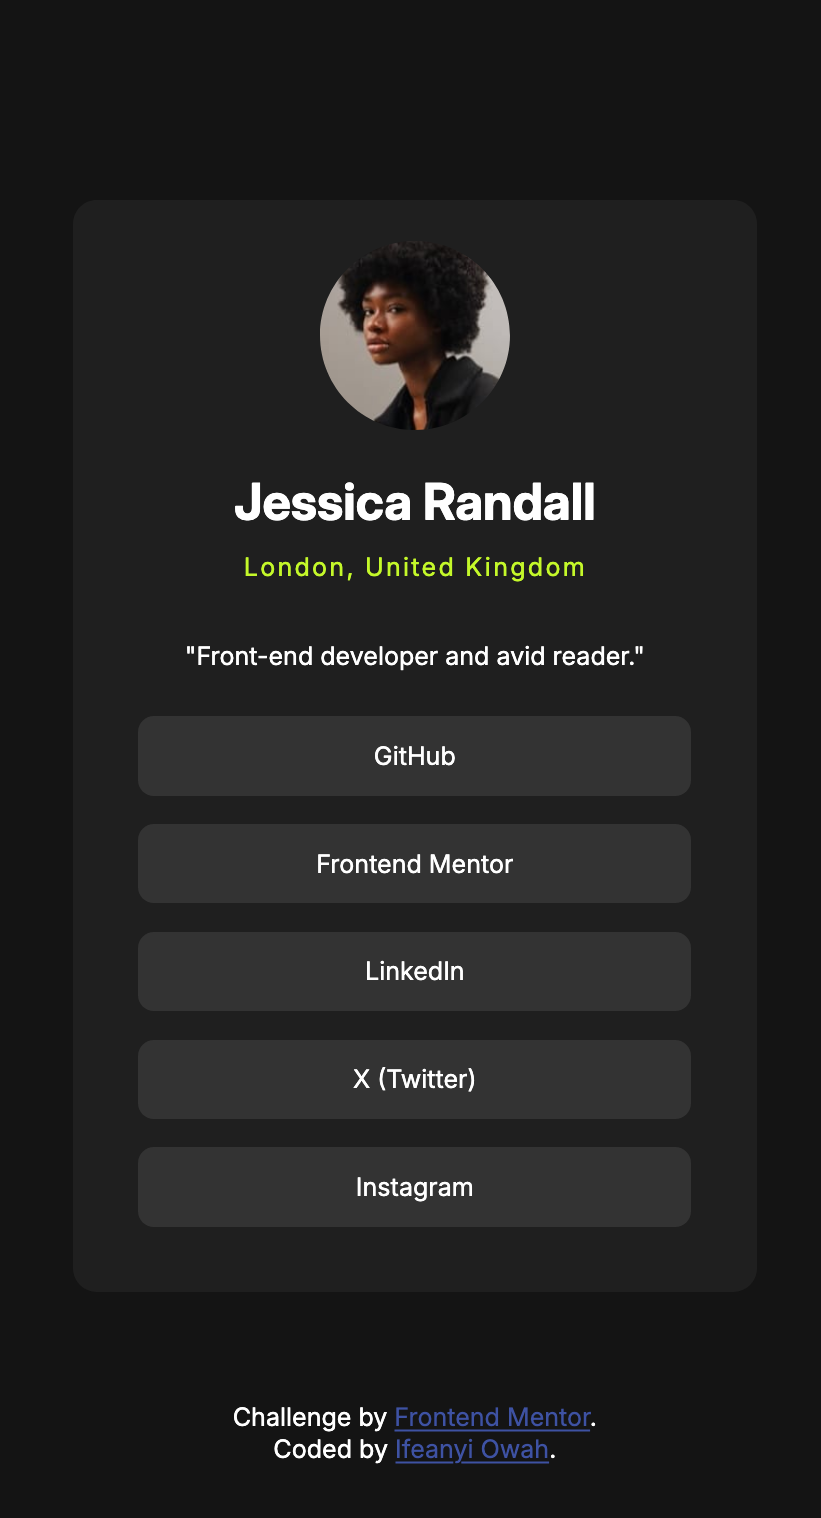 Jessica Randall
London, United Kingdom
"Front-end developer and avid reader."
GitHub
Frontend Mentor
LinkedIn
X (Twitter)
Instagram
Challenge by Frontend Mentor.
Coded by Ifeanyi Owah.